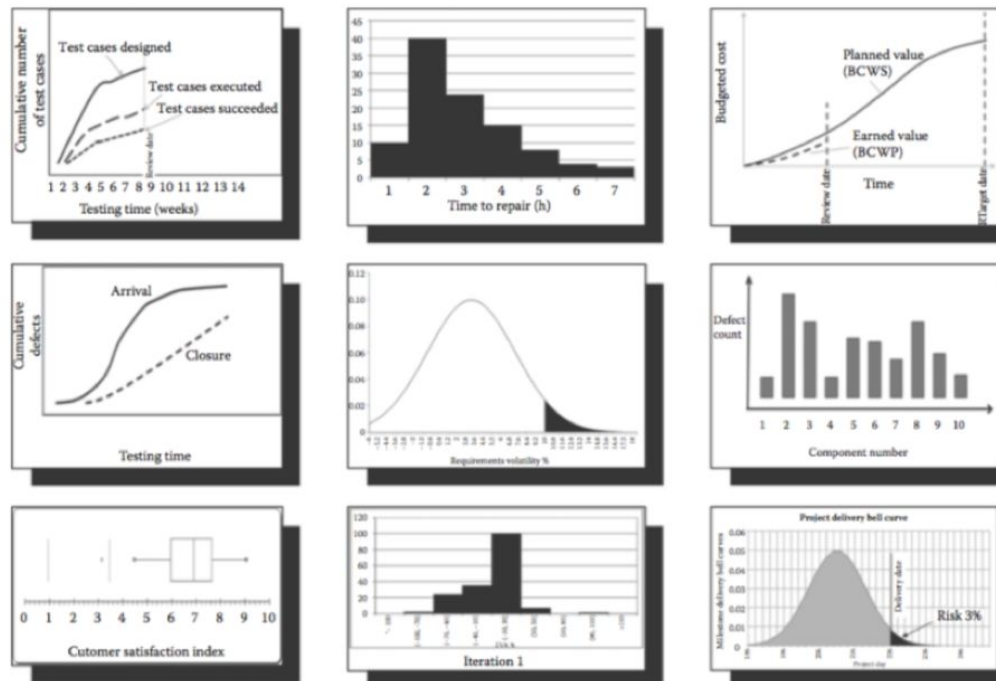 Cumulative number
of test cases
Test cases designed
Test cases executed
Test cases succeeded
Review date
1 2 3 4 5 6 7 8 9 10 11 12 13 14
Testing time (weeks)
45
40
35
30
25
20
15
10
5
0
1 2 3 4 5 6 7
Time to repair (h)
Budgeted cost
Planned value
(BCWS)
Earned value
(BCWP)
Time
Review date
Target date
Cumulative
defects
Arrival
Closure
Testing time
0.12
0.10
0.08
0.06
0.04
0.02
0
Requirements volatility %
Defect
count
1 2 3 4 5 6 7 8 9 10
Component number
0 1 2 3 4 5 6 7 8 9 10
Cutomer satisfaction index
120
100
80
60
40
20
0
Iteration 1
Project delivery bell curve
Milestone delivery bell curves
0.06
0.05
0.04
0.03
0.02
0.01
0
Delivery date
Risk 3%
Project day